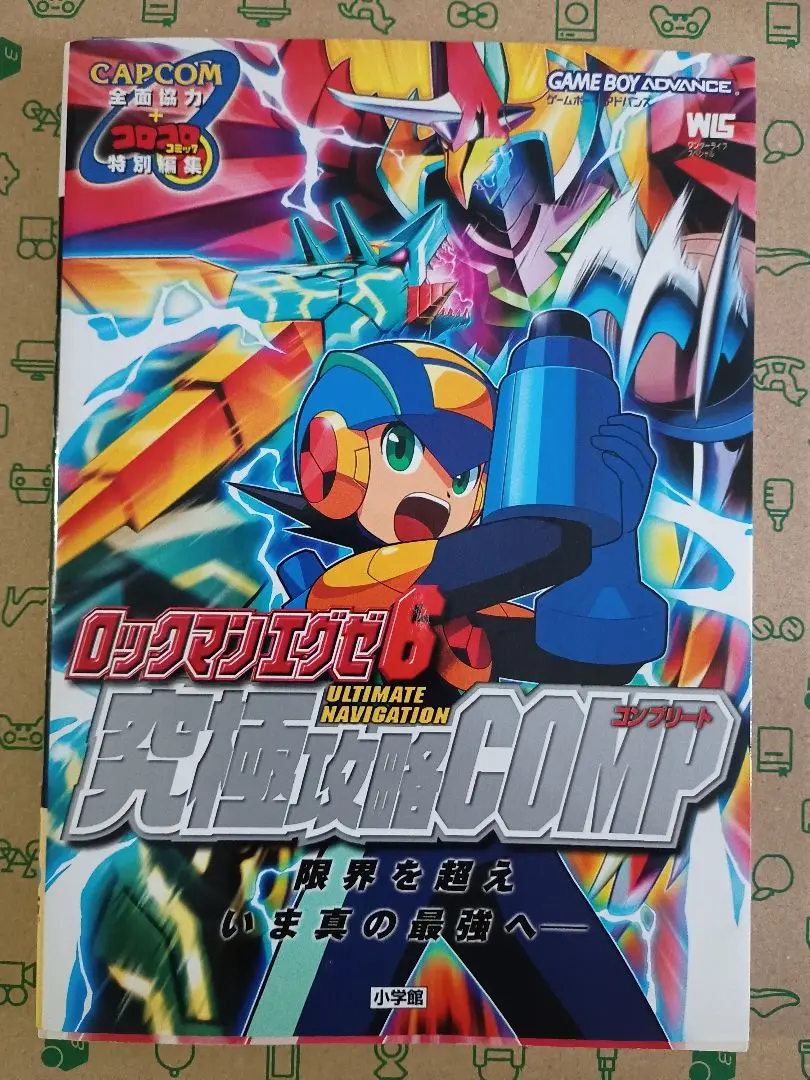 CAPCOM
全面協力
+
コロコロ
コミック
特別編集
GAME BOY ADVANCE
ゲームボーイアドバンス
WLS
ワンダーライフ
スペシャル
ロックマンエグゼ6
ULTIMATE
NAVIGATION
コンプリート
究極攻略COMP
限界を超え
いま真の最強へ―
小学館